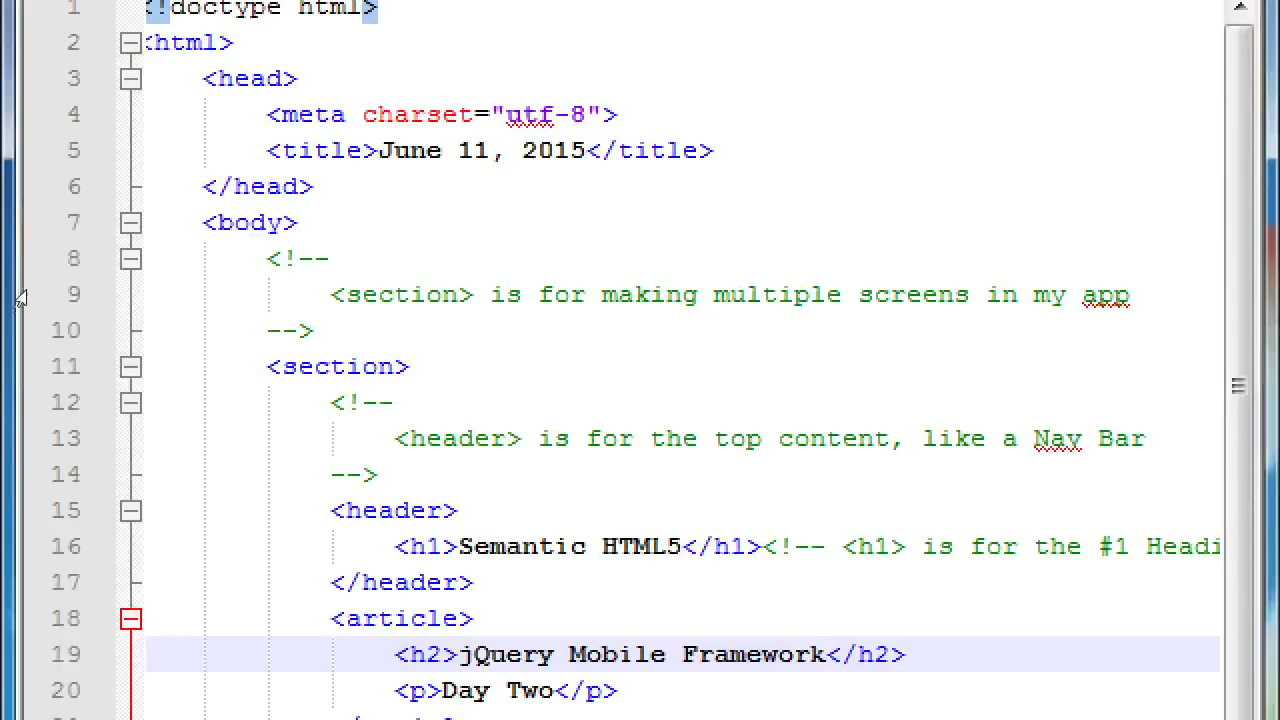 1 <!doctype html>
2 <html>
3 <head>
4 <meta charset="utf-8">
5 <title>June 11, 2015</title>
6 </head>
7 <body>
8 <!--
9 <section> is for making multiple screens in my app
10 -->
11 <section>
12 <!--
13 <header> is for the top content, like a Nav Bar
14 -->
15 <header>
16 <h1>Semantic HTML5</h1><!-- <h1> is for the #1 Headi
17 </header>
18 <article>
19 <h2>jQuery Mobile Framework</h2>
20 <p>Day Two</p>